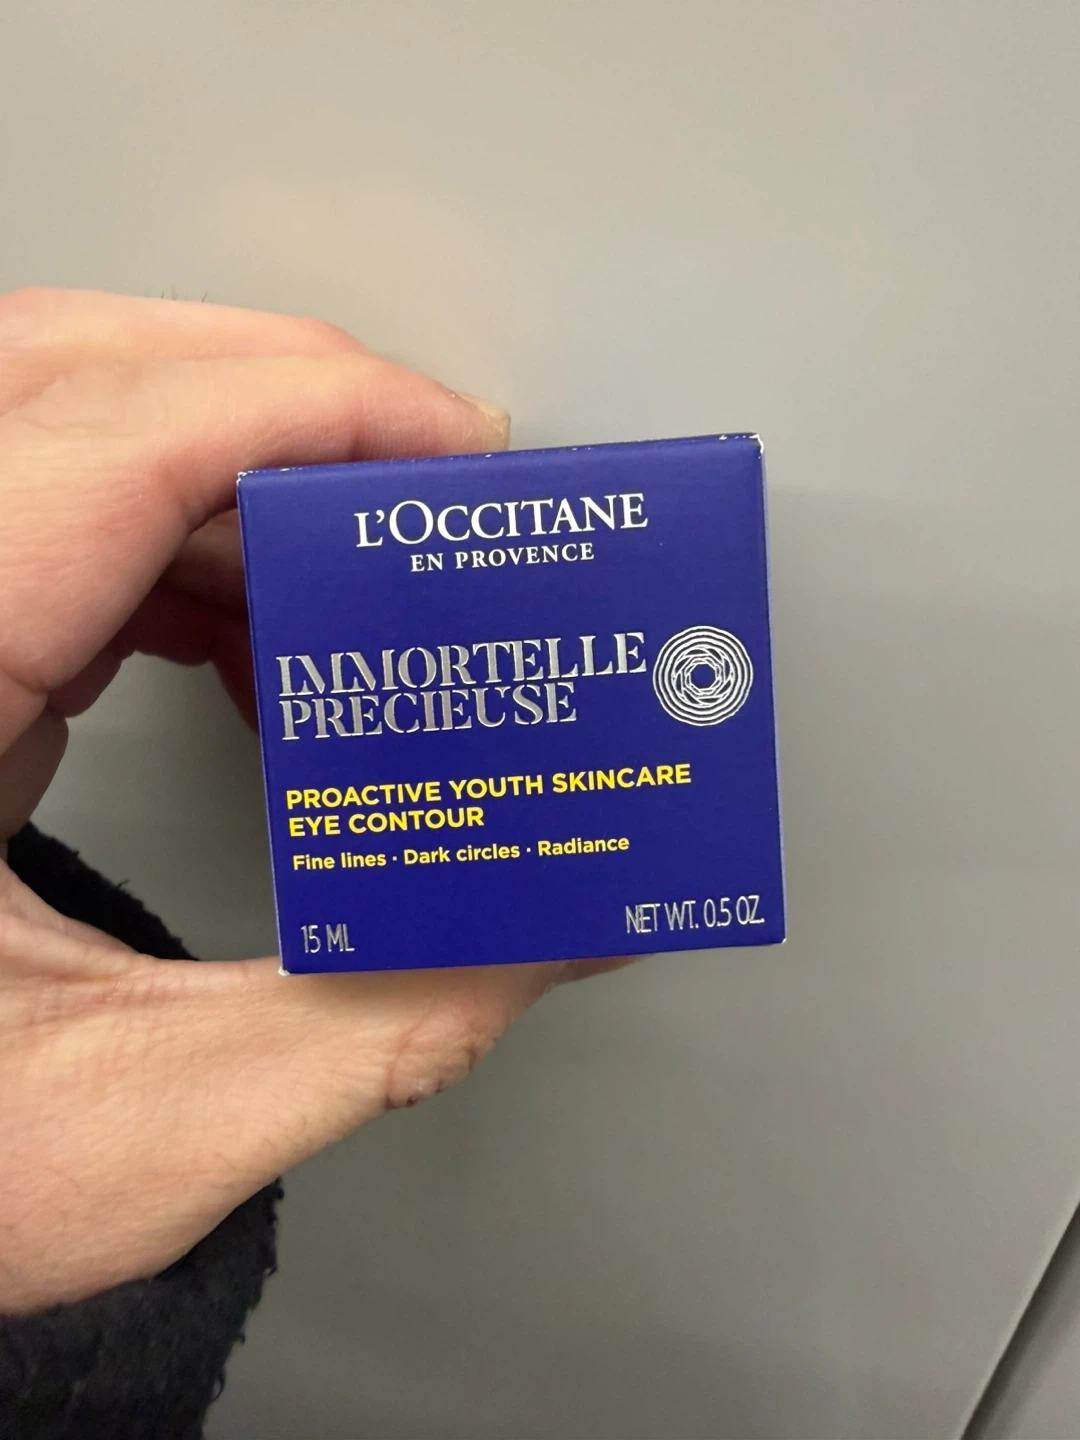 L'OCCITANE
EN PROVENCE
IMMORTELLE
PRECIEUSE
PROACTIVE YOUTH SKINCARE
EYE CONTOUR
Fine lines · Dark circles · Radiance
15 ML
NET WT. 0.5 OZ.